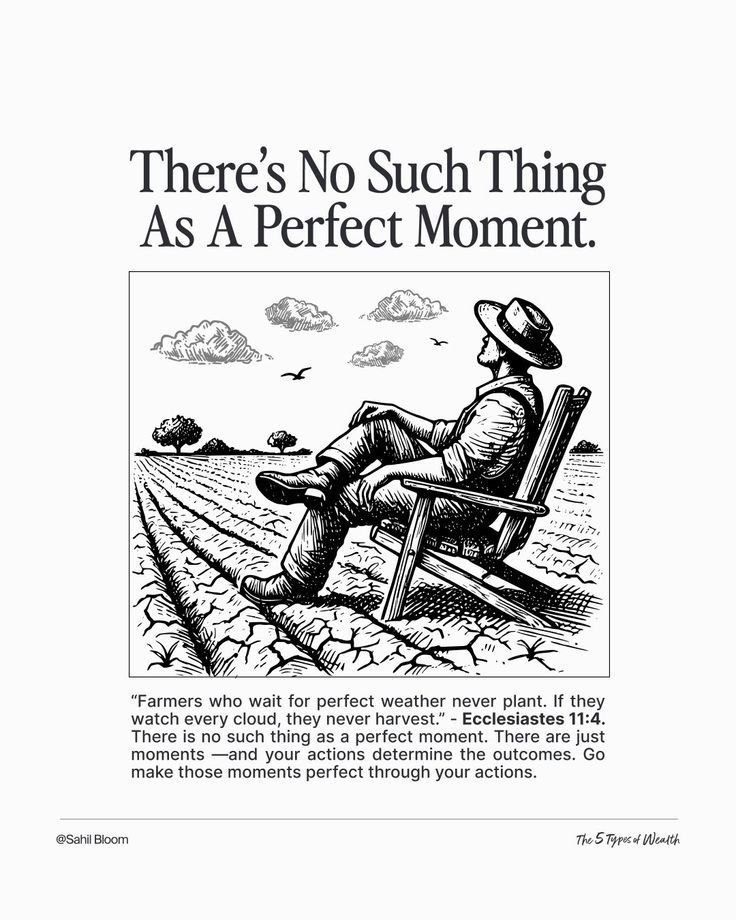 There’s No Such Thing
As A Perfect Moment.
“Farmers who wait for perfect weather never plant. If they
watch every cloud, they never harvest.” - Ecclesiastes 11:4.
There is no such thing as a perfect moment. There are just
moments —and your actions determine the outcomes. Go
make those moments perfect through your actions.
@Sahil Bloom
The 5 Types of Wealth